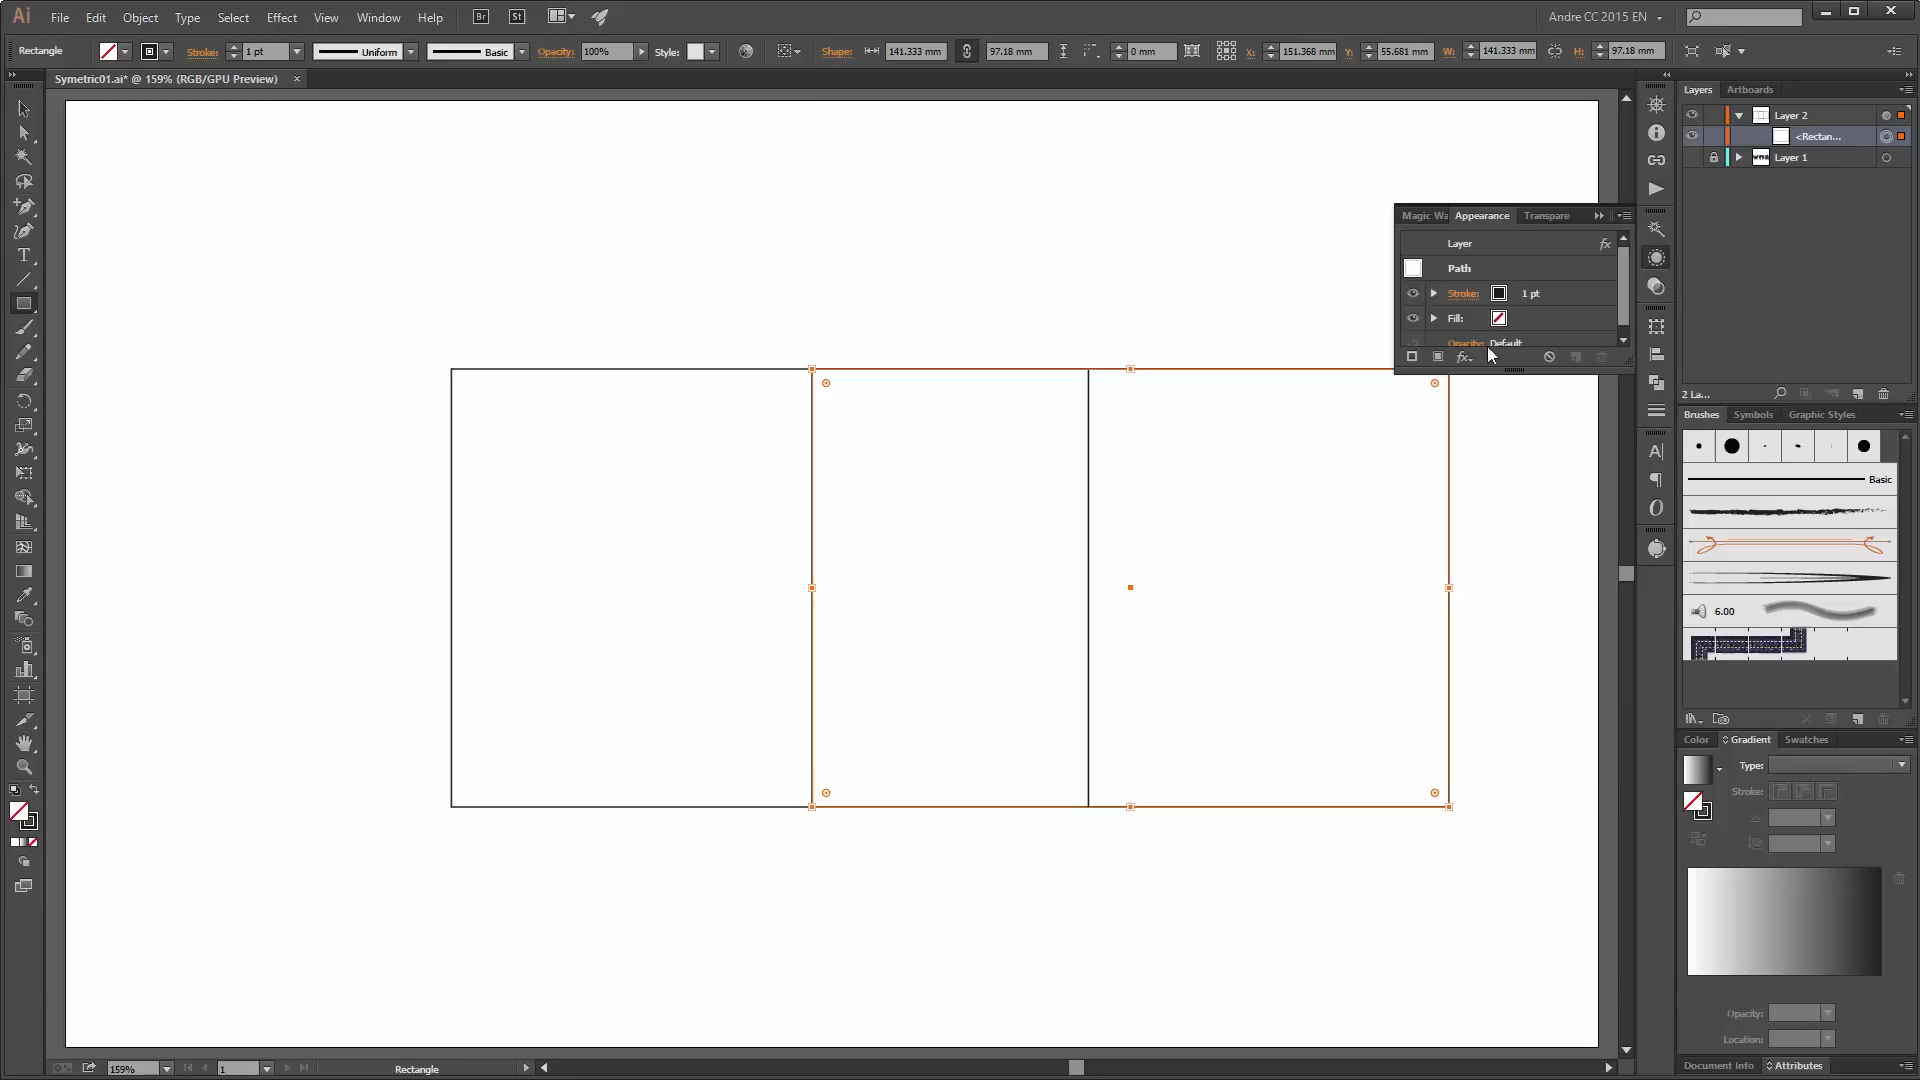 Ai File Edit Object Type Select Effect View Window Help Br St Andre CC 2015 EN
Rectangle Stroke: 1 pt Uniform Basic Opacity: 100% Style: Shape: 141.333 mm 97.18 mm 0 mm X: 151.368 mm Y: 55.681 mm W: 141.333 mm H: 97.18 mm
Symetric01.ai* @ 159% (RGB/GPU Preview)
Layers Artboards
Layer 2
<Rectan...
Layer 1
Magic Wa Appearance Transpare
Layer fx
Path
Stroke: 1 pt
Fill:
Opacity: Default
fx
2 La...
Brushes Symbols Graphic Styles
Basic
6.00
Color Gradient Swatches
Type:
Stroke:
Opacity:
Location:
Document Info Attributes
159% 1 Rectangle